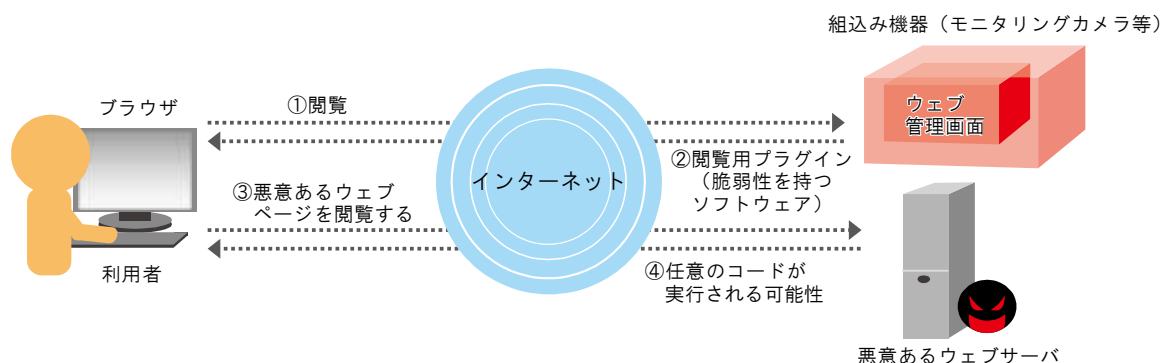 組込み機器（モニタリングカメラ等）
ウェブ
管理画面
ブラウザ
①閲覧
インターネット
②閲覧用プラグイン
（脆弱性を持つ
ソフトウェア）
③悪意あるウェブ
ページを閲覧する
利用者
④任意のコードが
実行される可能性
悪意あるウェブサーバ